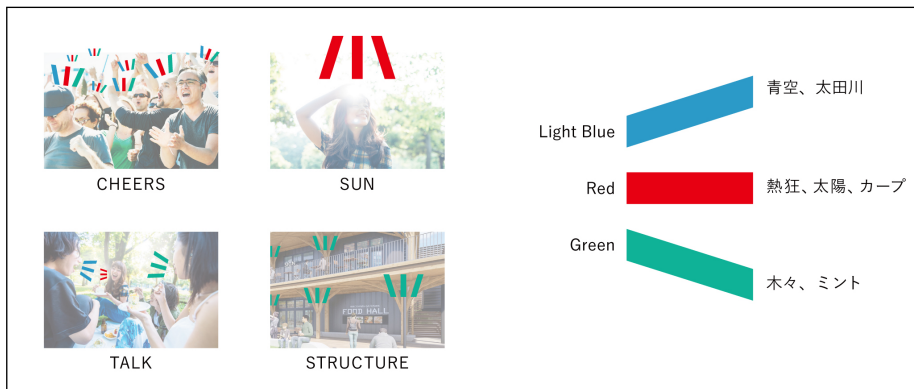 CHEERS
SUN
FOOD HALL
TALK
STRUCTURE
Light Blue
青空、太田川
Red
熱狂、太陽、カープ
Green
木々、ミント